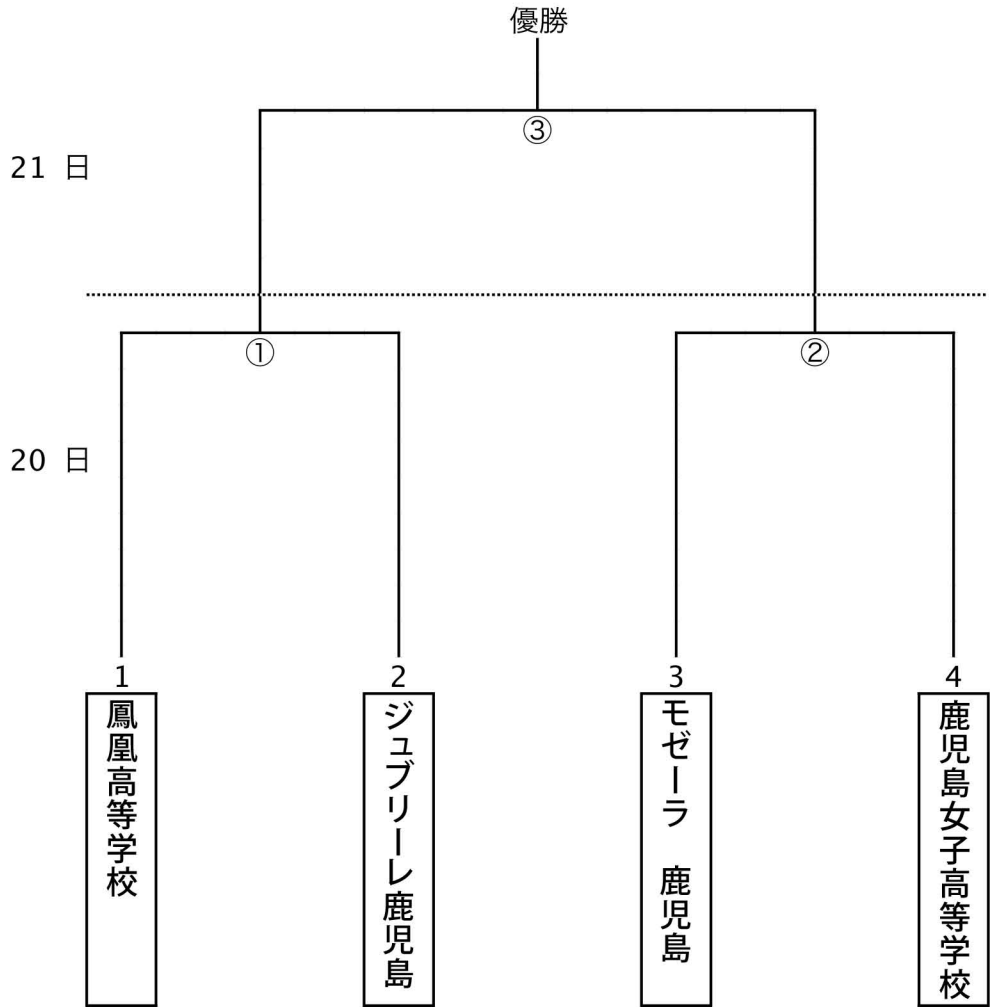 優勝
③
21 日
①
②
20 日
1
2
3
4
鳳凰高等学校
ジュブリーレ鹿児島
モゼーラ　鹿児島
鹿児島女子高等学校